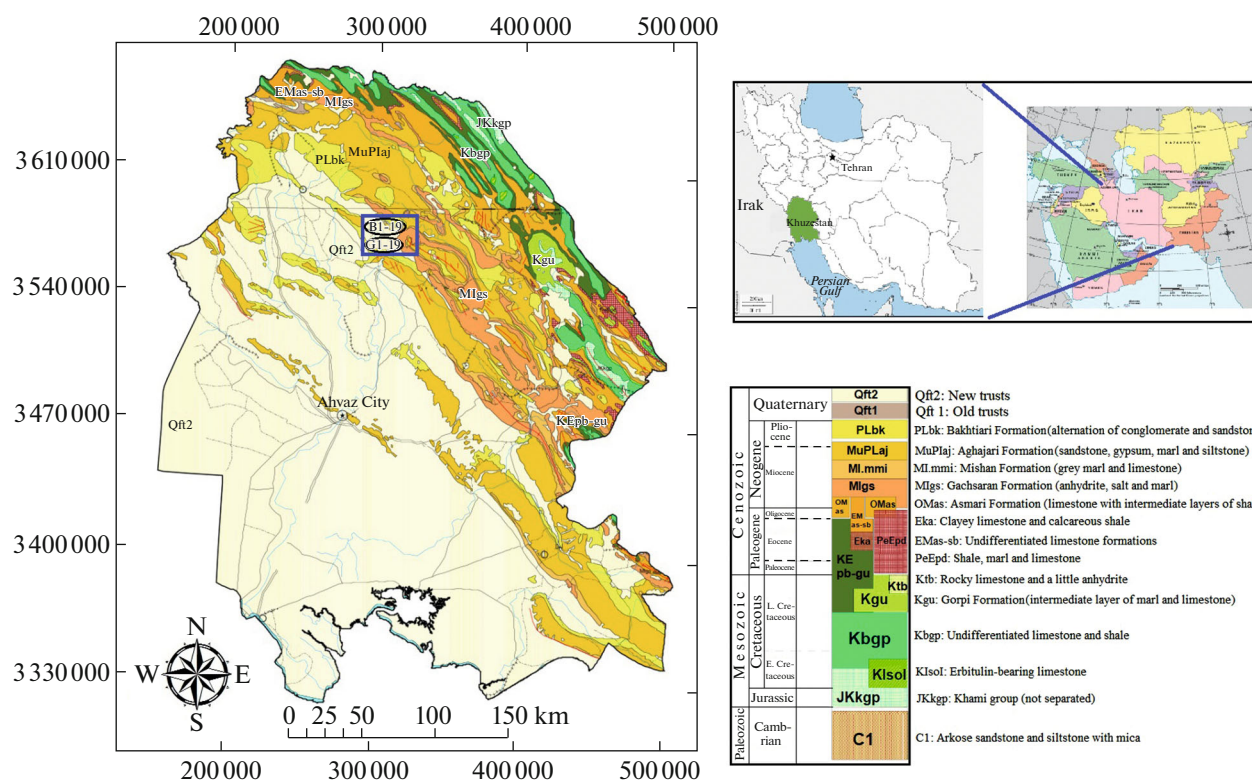 200 000 300 000 400 000 500 000
3 610 000
3 540 000
3 470 000
3 400 000
3 330 000
200 000 300 000 400 000 500 000
EMas-sb
MIgs
JKkgp
Kbgp
PLbk
MuPIaj
B1-19
G1-19
Qft2
Kgu
MIgs
Ahvaz City
KEpb-gu
Qft2
N
W E
S
0 25 50 100 150 km
Tehran
Irak
Khuzestan
Persian
Gulf
Cenozoic
Mesozoic
Paleozoic
Quaternary
Neogene
Paleogene
Cretaceous
Jurassic
Camb-
rian
Plio-
cene
Miocene
Oligocene
Eocene
Paleocene
L. Cre-
taceous
E. Cre-
taceous
Qft2
Qft1
PLbk
MuPLaj
MI.mmi
MIgs
OM
as
EM
as-sb
OMas
Eka
PeEpd
KE
pb-gu
Ktb
Kgu
Kbgp
KIsol
JKkgp
C1
Qft2: New trusts
Qft 1: Old trusts
PLbk: Bakhtiari Formation(alternation of conglomerate and sandston
MuPIaj: Aghajari Formation(sandstone, gypsum, marl and siltstone)
MI.mmi: Mishan Formation (grey marl and limestone)
MIgs: Gachsaran Formation (anhydrite, salt and marl)
OMas: Asmari Formation (limestone with intermediate layers of sha
Eka: Clayey limestone and calcareous shale
EMas-sb: Undifferentiated limestone formations
PeEpd: Shale, marl and limestone
Ktb: Rocky limestone and a little anhydrite
Kgu: Gorpi Formation(intermediate layer of marl and limestone)
Kbgp: Undifferentiated limestone and shale
KIsoI: Erbitulin-bearing limestone
JKkgp: Khami group (not separated)
C1: Arkose sandstone and siltstone with mica